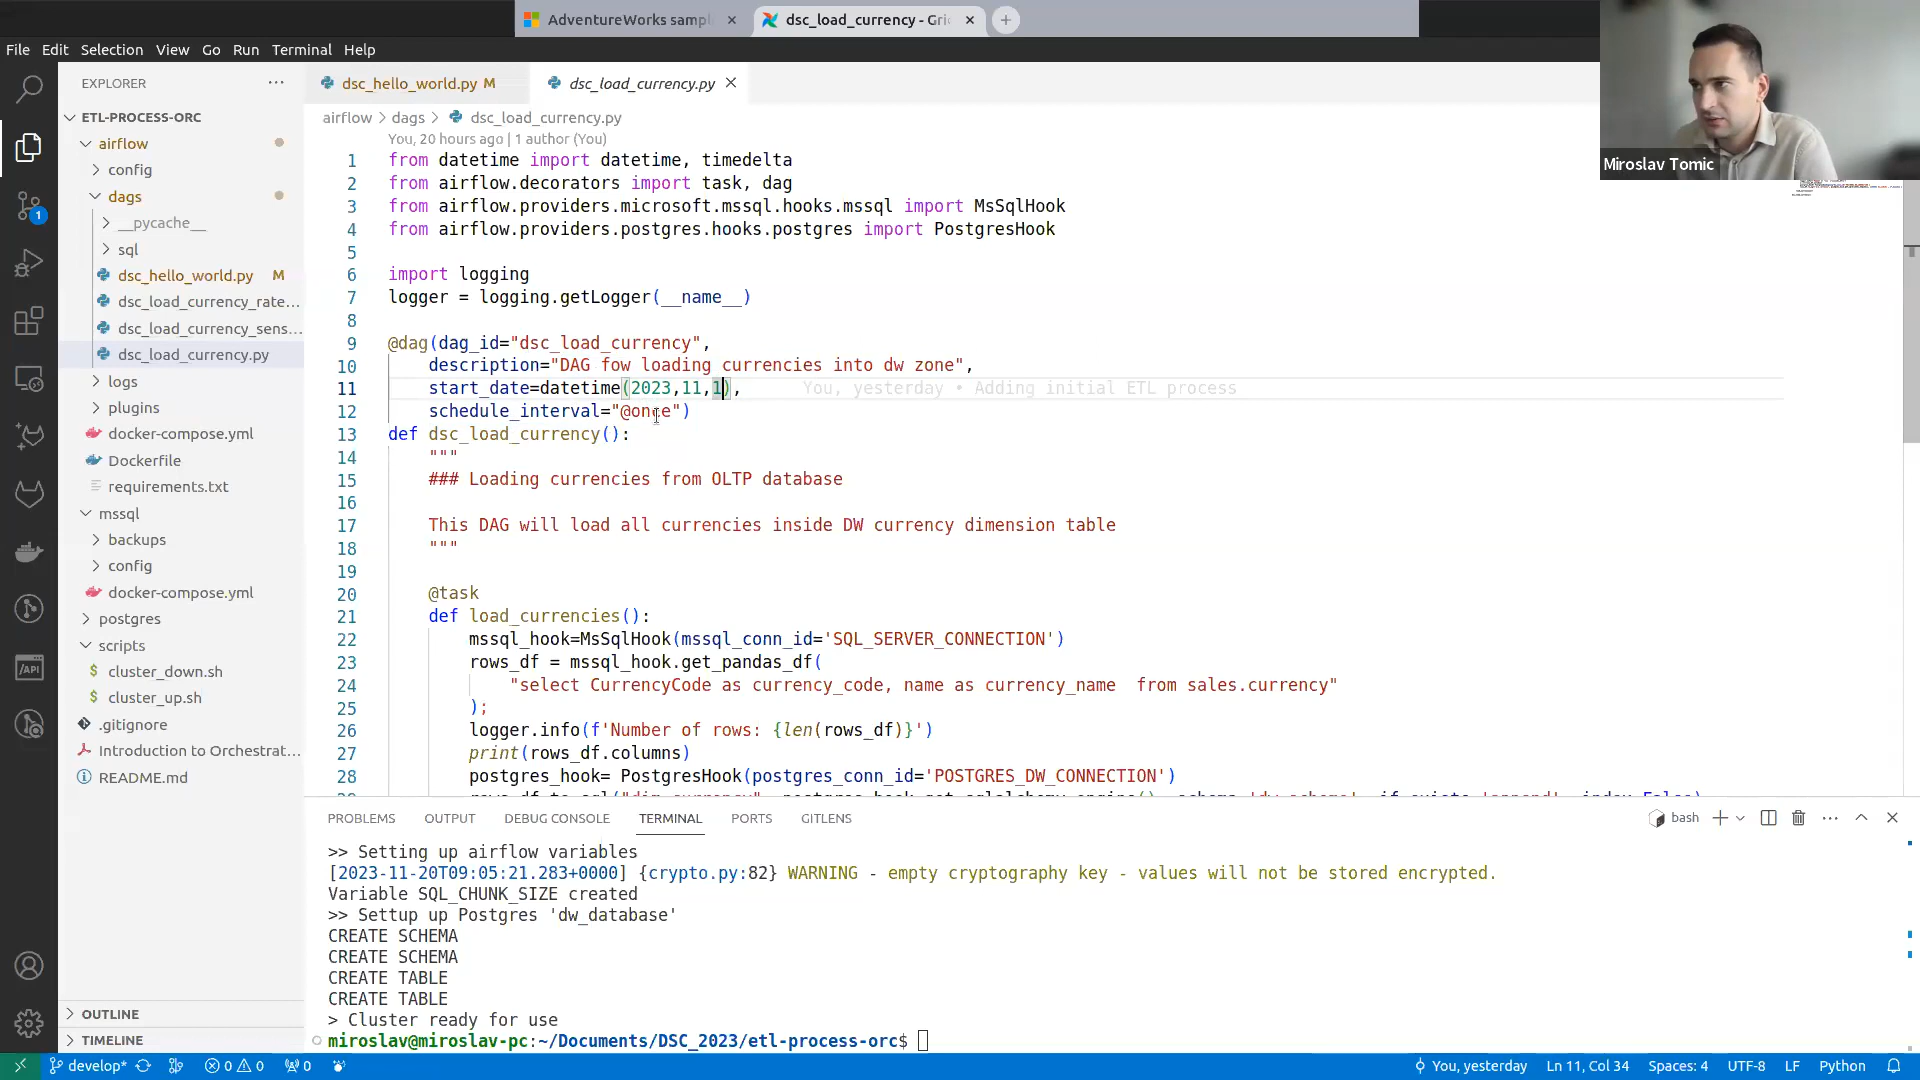 AdventureWorks sampl
dsc_load_currency - Gri
File Edit Selection View Go Run Terminal Help
Miroslav Tomic
EXPLORER
ETL-PROCESS-ORC
airflow
config
dags
__pycache__
sql
dsc_hello_world.py M
dsc_load_currency_rate...
dsc_load_currency_sens...
dsc_load_currency.py
logs
plugins
docker-compose.yml
Dockerfile
requirements.txt
mssql
backups
config
docker-compose.yml
postgres
scripts
cluster_down.sh
cluster_up.sh
.gitignore
Introduction to Orchestrat...
README.md
OUTLINE
TIMELINE
1
dsc_hello_world.py M
dsc_load_currency.py
airflow > dags > dsc_load_currency.py
You, 20 hours ago | 1 author (You)
1 from datetime import datetime, timedelta
2 from airflow.decorators import task, dag
3 from airflow.providers.microsoft.mssql.hooks.mssql import MsSqlHook
4 from airflow.providers.postgres.hooks.postgres import PostgresHook
5
6 import logging
7 logger = logging.getLogger(__name__)
8
9 @dag(dag_id="dsc_load_currency",
10 description="DAG fow loading currencies into dw zone",
11 start_date=datetime(2023,11,1), You, yesterday • Adding initial ETL process
12 schedule_interval="@once")
13 def dsc_load_currency():
14 """
15 ### Loading currencies from OLTP database
16
17 This DAG will load all currencies inside DW currency dimension table
18 """
19
20 @task
21 def load_currencies():
22 mssql_hook=MsSqlHook(mssql_conn_id='SQL_SERVER_CONNECTION')
23 rows_df = mssql_hook.get_pandas_df(
24 "select CurrencyCode as currency_code, name as currency_name  from sales.currency"
25 );
26 logger.info(f'Number of rows: {len(rows_df)}')
27 print(rows_df.columns)
28 postgres_hook= PostgresHook(postgres_conn_id='POSTGRES_DW_CONNECTION')
PROBLEMS OUTPUT DEBUG CONSOLE TERMINAL PORTS GITLENS
bash
>> Setting up airflow variables
[2023-11-20T09:05:21.283+0000] {crypto.py:82} WARNING - empty cryptography key - values will not be stored encrypted.
Variable SQL_CHUNK_SIZE created
>> Settup up Postgres 'dw_database'
CREATE SCHEMA
CREATE SCHEMA
CREATE TABLE
CREATE TABLE
> Cluster ready for use
miroslav@miroslav-pc:~/Documents/DSC_2023/etl-process-orc$
develop* 0 0 0 You, yesterday Ln 11, Col 34 Spaces: 4 UTF-8 LF Python